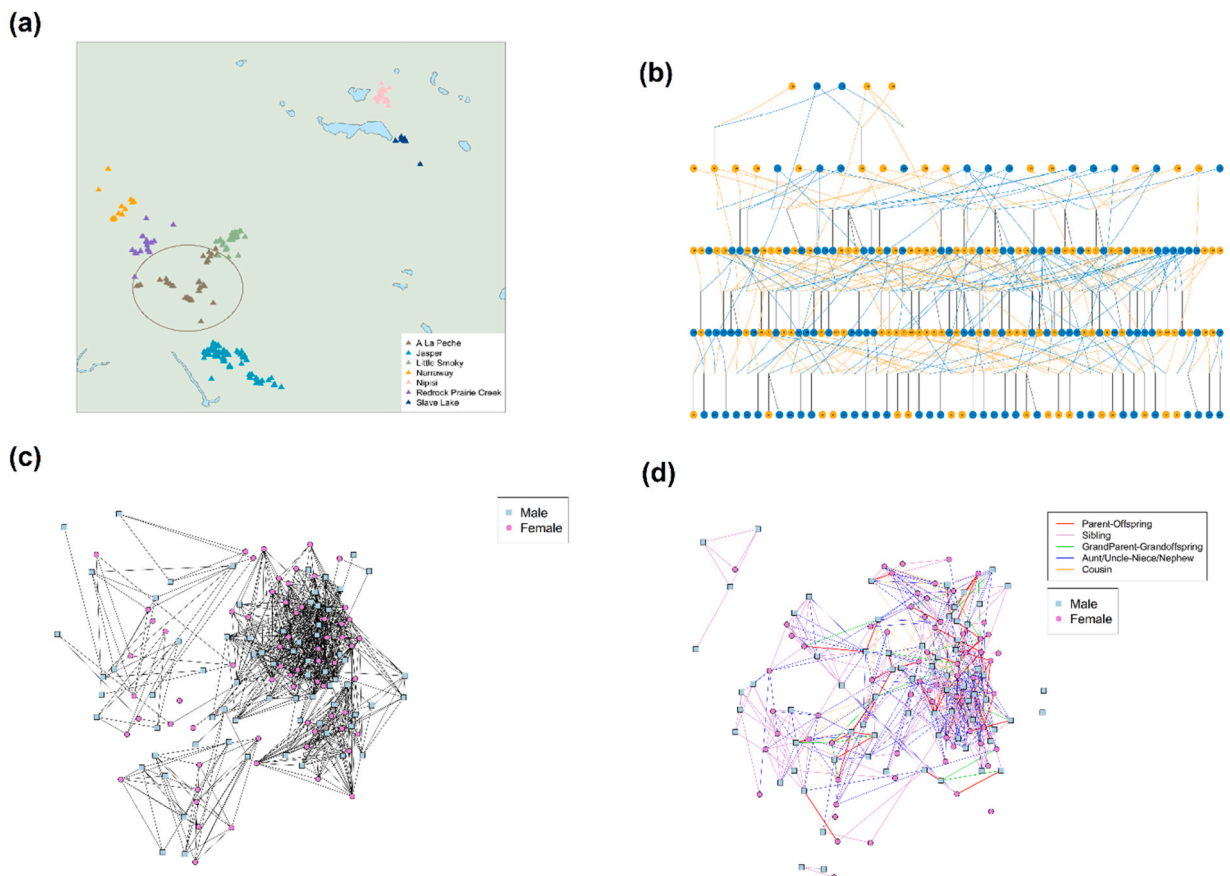 (a)
A La Peche
Jasper
Little Smoky
Narraway
Nipisi
Redrock Prairie Creek
Slave Lake
(b)
(c)
Male
Female
(d)
Parent-Offspring
Sibling
GrandParent-Grandoffspring
Aunt/Uncle-Niece/Nephew
Cousin
Male
Female